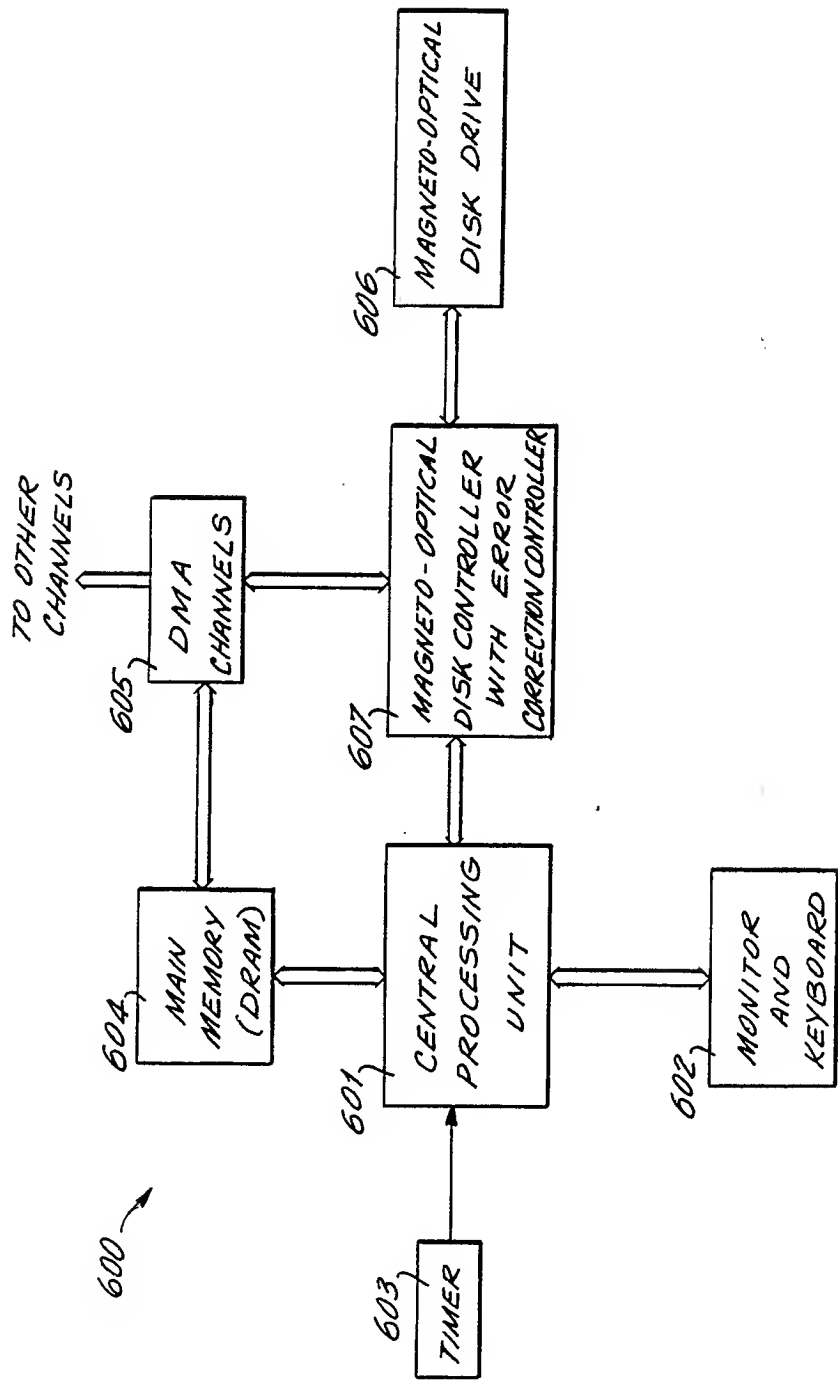 600
603
TIMER
604
MAIN
MEMORY
(DRAM)
601
CENTRAL
PROCESSING
UNIT
602
MONITOR
AND
KEYBOARD
TO OTHER
CHANNELS
605
DMA
CHANNELS
607
MAGNETO-OPTICAL
DISK CONTROLLER
WITH ERROR
CORRECTION CONTROLLER
606
MAGNETO-OPTICAL
DISK DRIVE